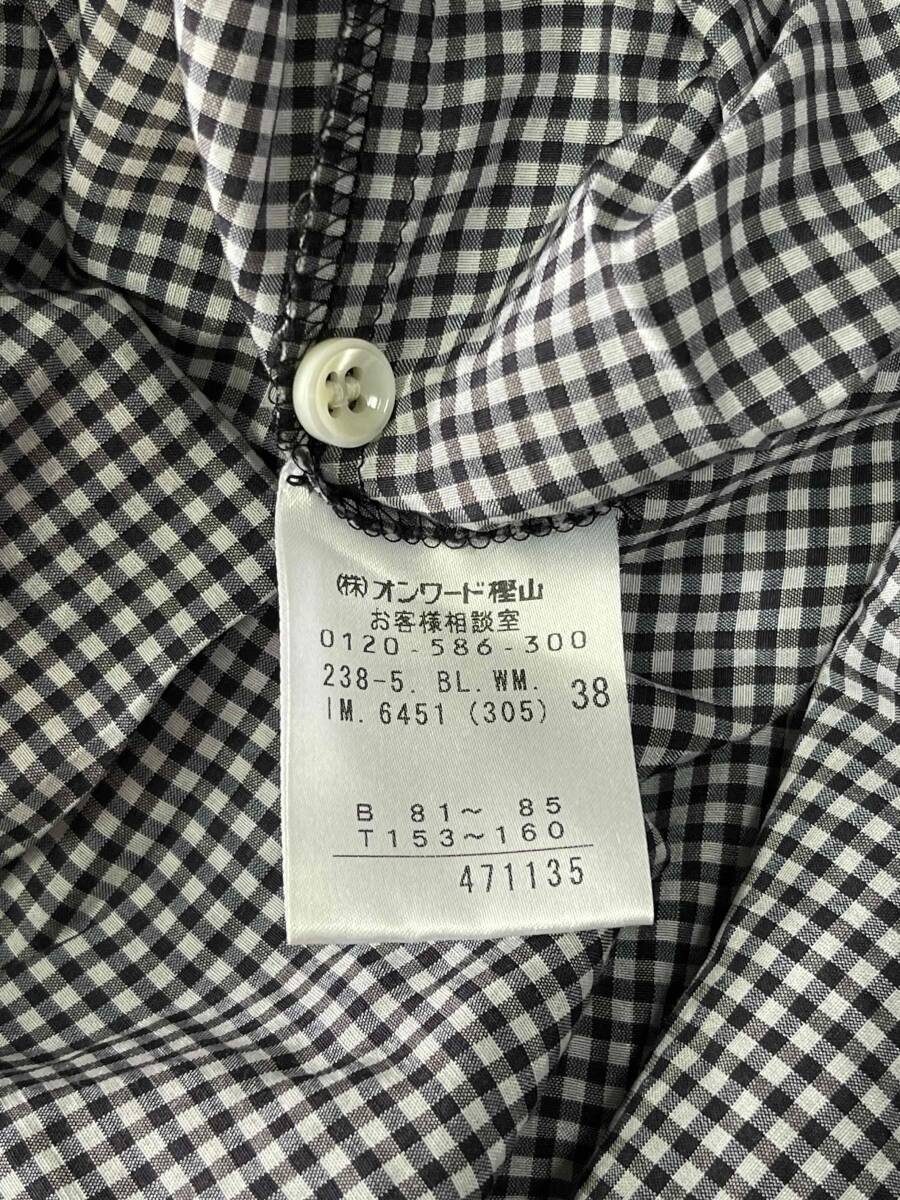 (株)オンワード樫山
お客様相談室
0120-586-300
238-5. BL.WM. 38
IM. 6451 (305)
B 81～ 85
T153～160
471135